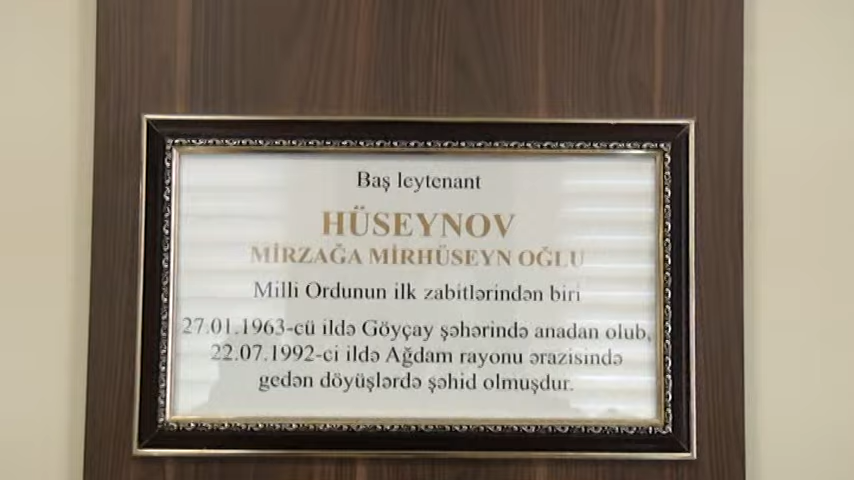 Baş leytenant
HÜSEYNOV
MİRZAĞA MİRHÜSEYN OĞLU
Milli Ordunun ilk zabitlərindən biri
27.01.1963-cü ildə Göyçay şəhərində anadan olub,
22.07.1992-ci ildə Ağdam rayonu ərazisində
gedən döyüşlərdə şəhid olmuşdur.